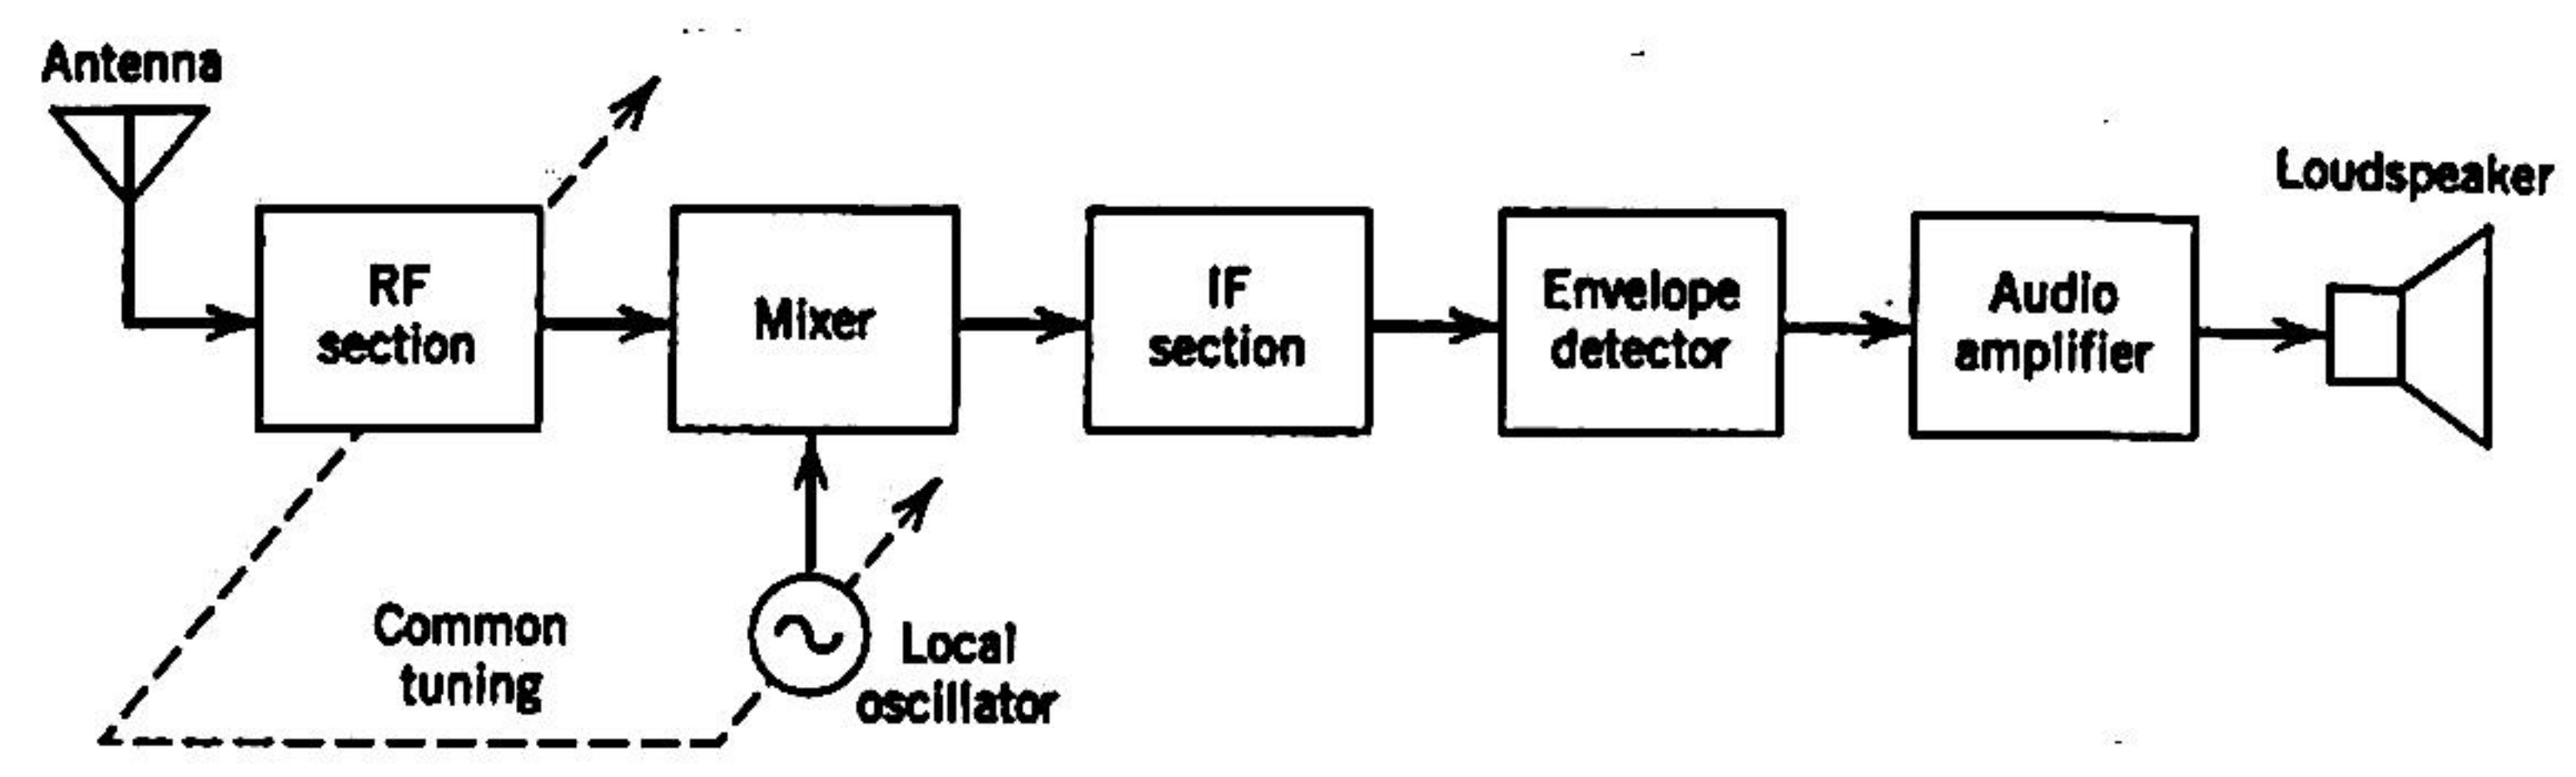 Antenna
RF
section
Mixer
IF
section
Envelope
detector
Audio
amplifier
Loudspeaker
Common
tuning
Local
oscillator